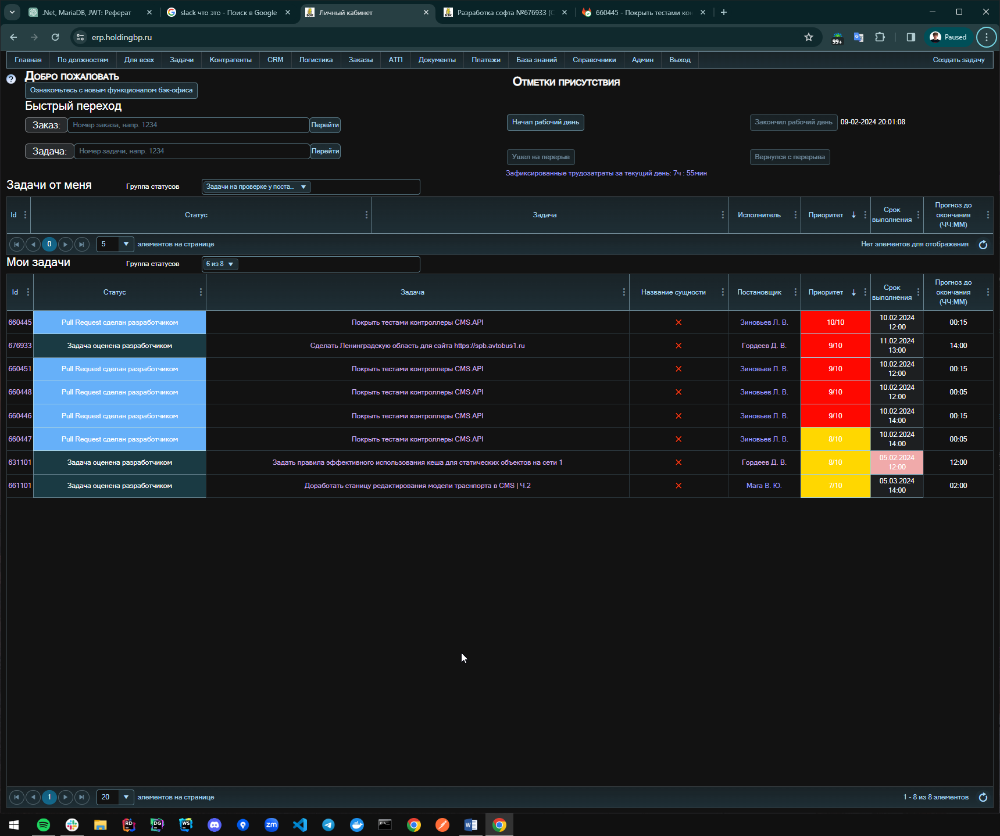 .Net, MariaDB, JWT: Реферат
slack что это - Поиск в Google
Личный кабинет
Разработка софта №676933 (С
660445 - Покрыть тестами кон
erp.holdingbp.ru
99+
Paused
Главная По должностям Для всех Задачи Контрагенты CRM Логистика Заказы АТП Документы Платежи База знаний Справочники Админ Выход Создать задачу
Добро пожаловать
Ознакомьтесь с новым функционалом бэк-офиса
Быстрый переход
Заказ: Номер заказа, напр. 1234 Перейти
Задача: Номер задачи, напр. 1234 Перейти
Отметки присутствия
Начал рабочий день Закончил рабочий день 09-02-2024 20:01:08
Ушел на перерыв Вернулся с перерыва
Зафиксированные трудозатраты за текущий день: 7ч : 55мин
Задачи от меня Группа статусов Задачи на проверке у поста...
Id Статус Задача Исполнитель Приоритет Срок выполнения Прогноз до окончания (ЧЧ:ММ)
0 5 элементов на странице Нет элементов для отображения
Мои задачи Группа статусов 6 из 8
Id Статус Задача Название сущности Постановщик Приоритет Срок выполнения Прогноз до окончания (ЧЧ:ММ)
660445 Pull Request сделан разработчиком Покрыть тестами контроллеры CMS.API Зиновьев Л. В. 10/10 10.02.2024 12:00 00:15
676933 Задача оценена разработчиком Сделать Ленинградскую область для сайта https://spb.avtobus1.ru Гордеев Д. В. 9/10 11.02.2024 13:00 14:00
660451 Pull Request сделан разработчиком Покрыть тестами контроллеры CMS.API Зиновьев Л. В. 9/10 10.02.2024 12:00 00:15
660448 Pull Request сделан разработчиком Покрыть тестами контроллеры CMS.API Зиновьев Л. В. 9/10 10.02.2024 12:00 00:05
660446 Pull Request сделан разработчиком Покрыть тестами контроллеры CMS.API Зиновьев Л. В. 9/10 10.02.2024 14:00 00:15
660447 Pull Request сделан разработчиком Покрыть тестами контроллеры CMS.API Зиновьев Л. В. 8/10 10.02.2024 14:00 00:05
631101 Задача оценена разработчиком Задать правила эффективного использования кеша для статических объектов на сети 1 Гордеев Д. В. 8/10 05.02.2024 12:00 12:00
661101 Задача оценена разработчиком Доработать станицу редактирования модели траснпорта в CMS | Ч.2 Мага В. Ю. 7/10 05.03.2024 14:00 02:00
1 20 элементов на странице 1 - 8 из 8 элементов
RD DG WS zm W